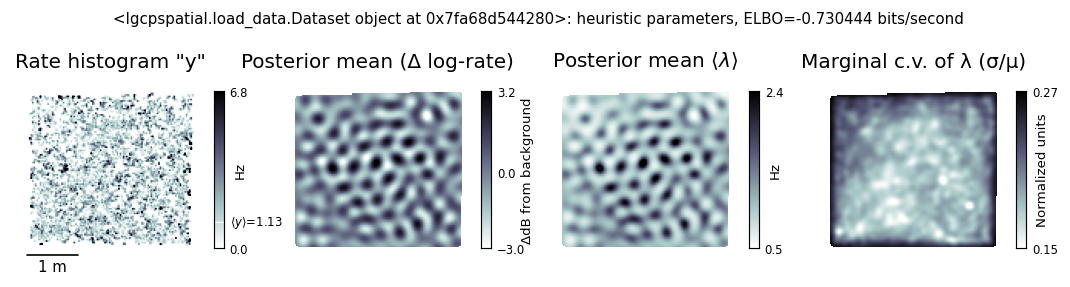 <lgcpspatial.load_data.Dataset object at 0x7fa68d544280>: heuristic parameters, ELBO=-0.730444 bits/second
Rate histogram "y"
6.8
Hz
⟨y⟩=1.13
0.0
1 m
Posterior mean (Δ log-rate)
3.2
0.0
−3.0
ΔdB from background
Posterior mean ⟨λ⟩
2.4
Hz
0.5
Marginal c.v. of λ (σ/μ)
0.27
Normalized units
0.15